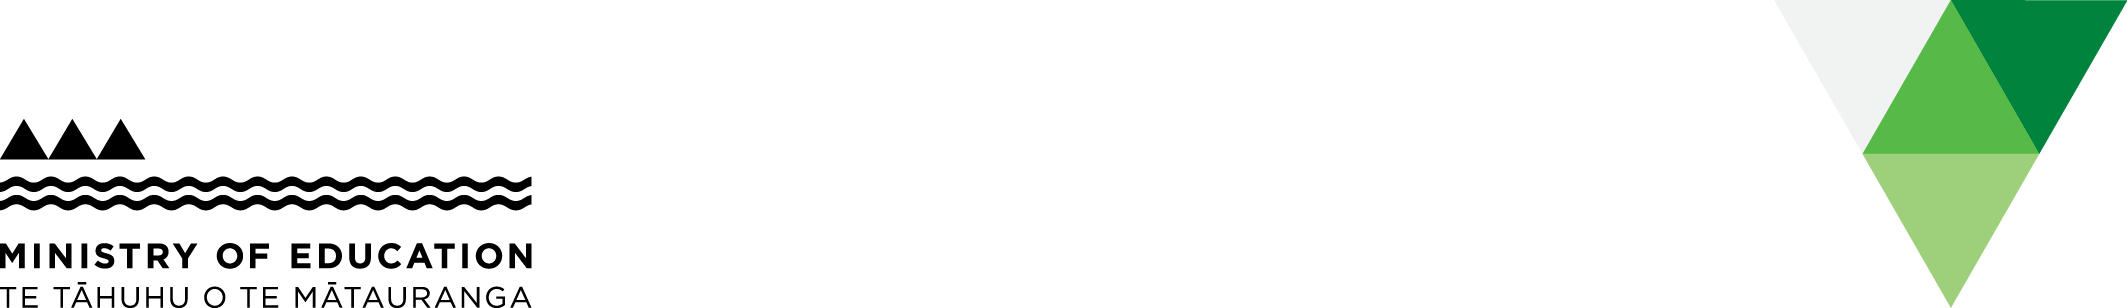 MINISTRY OF EDUCATION
TE TĀHUHU O TE MĀTAURANGA